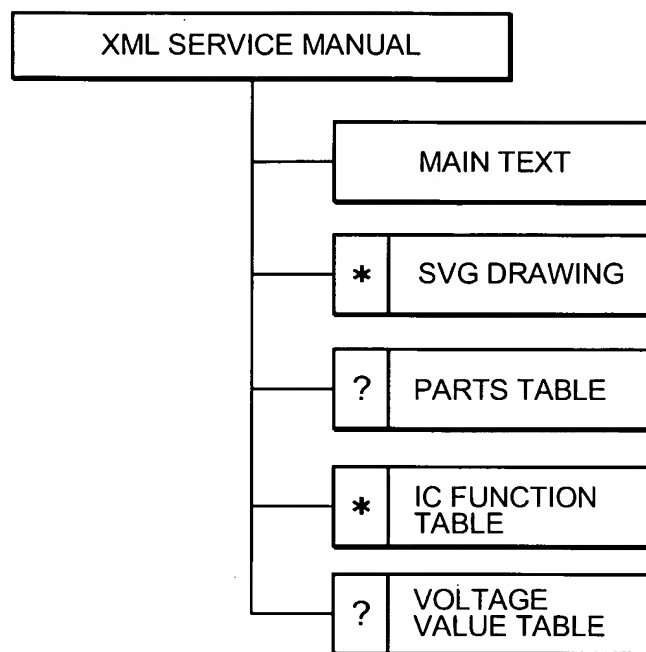 XML SERVICE MANUAL
MAIN TEXT
* SVG DRAWING
? PARTS TABLE
* IC FUNCTION
TABLE
? VOLTAGE
VALUE TABLE